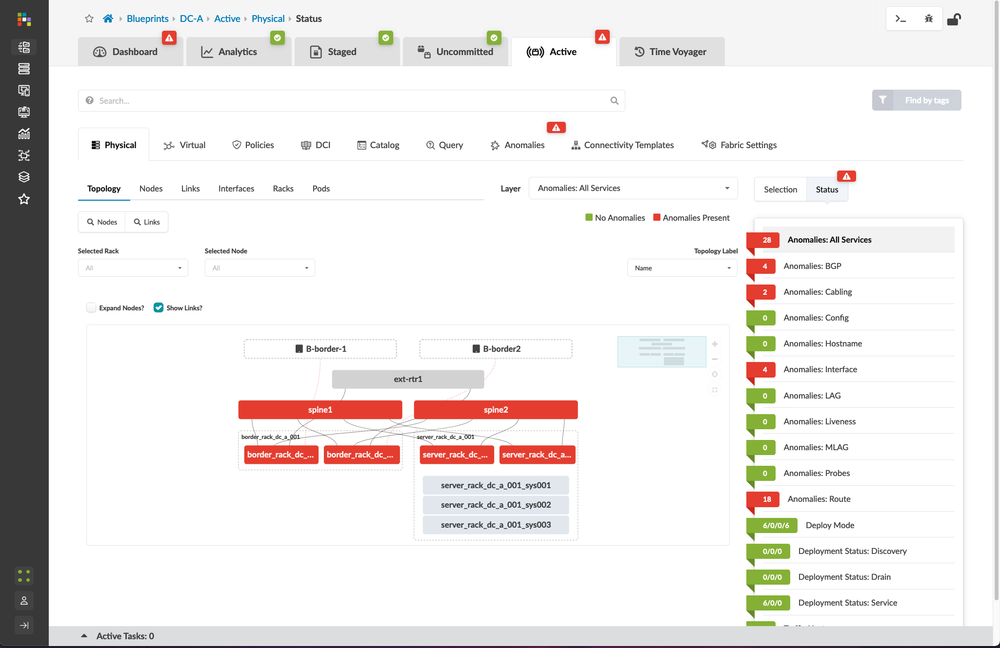 Blueprints DC-A Active Physical Status
Dashboard
Analytics
Staged
Uncommitted
Active
Time Voyager
Search...
Find by tags
Physical
Virtual
Policies
DCI
Catalog
Query
Anomalies
Connectivity Templates
Fabric Settings
Topology
Nodes
Links
Interfaces
Racks
Pods
Layer
Anomalies: All Services
Selection
Status
Nodes
Links
No Anomalies
Anomalies Present
Selected Rack
All
Selected Node
All
Topology Label
Name
Expand Nodes?
Show Links?
B-border-1
B-border2
ext-rtr1
spine1
spine2
border_rack_dc_a_001
server_rack_dc_a_001
border_rack_dc_...
border_rack_dc_...
server_rack_dc_...
server_rack_dc_a...
server_rack_dc_a_001_sys001
server_rack_dc_a_001_sys002
server_rack_dc_a_001_sys003
28 Anomalies: All Services
4 Anomalies: BGP
2 Anomalies: Cabling
0 Anomalies: Config
0 Anomalies: Hostname
4 Anomalies: Interface
0 Anomalies: LAG
0 Anomalies: Liveness
0 Anomalies: MLAG
0 Anomalies: Probes
18 Anomalies: Route
6/0/0/6 Deploy Mode
0/0/0 Deployment Status: Discovery
0/0/0 Deployment Status: Drain
6/0/0 Deployment Status: Service
Active Tasks: 0